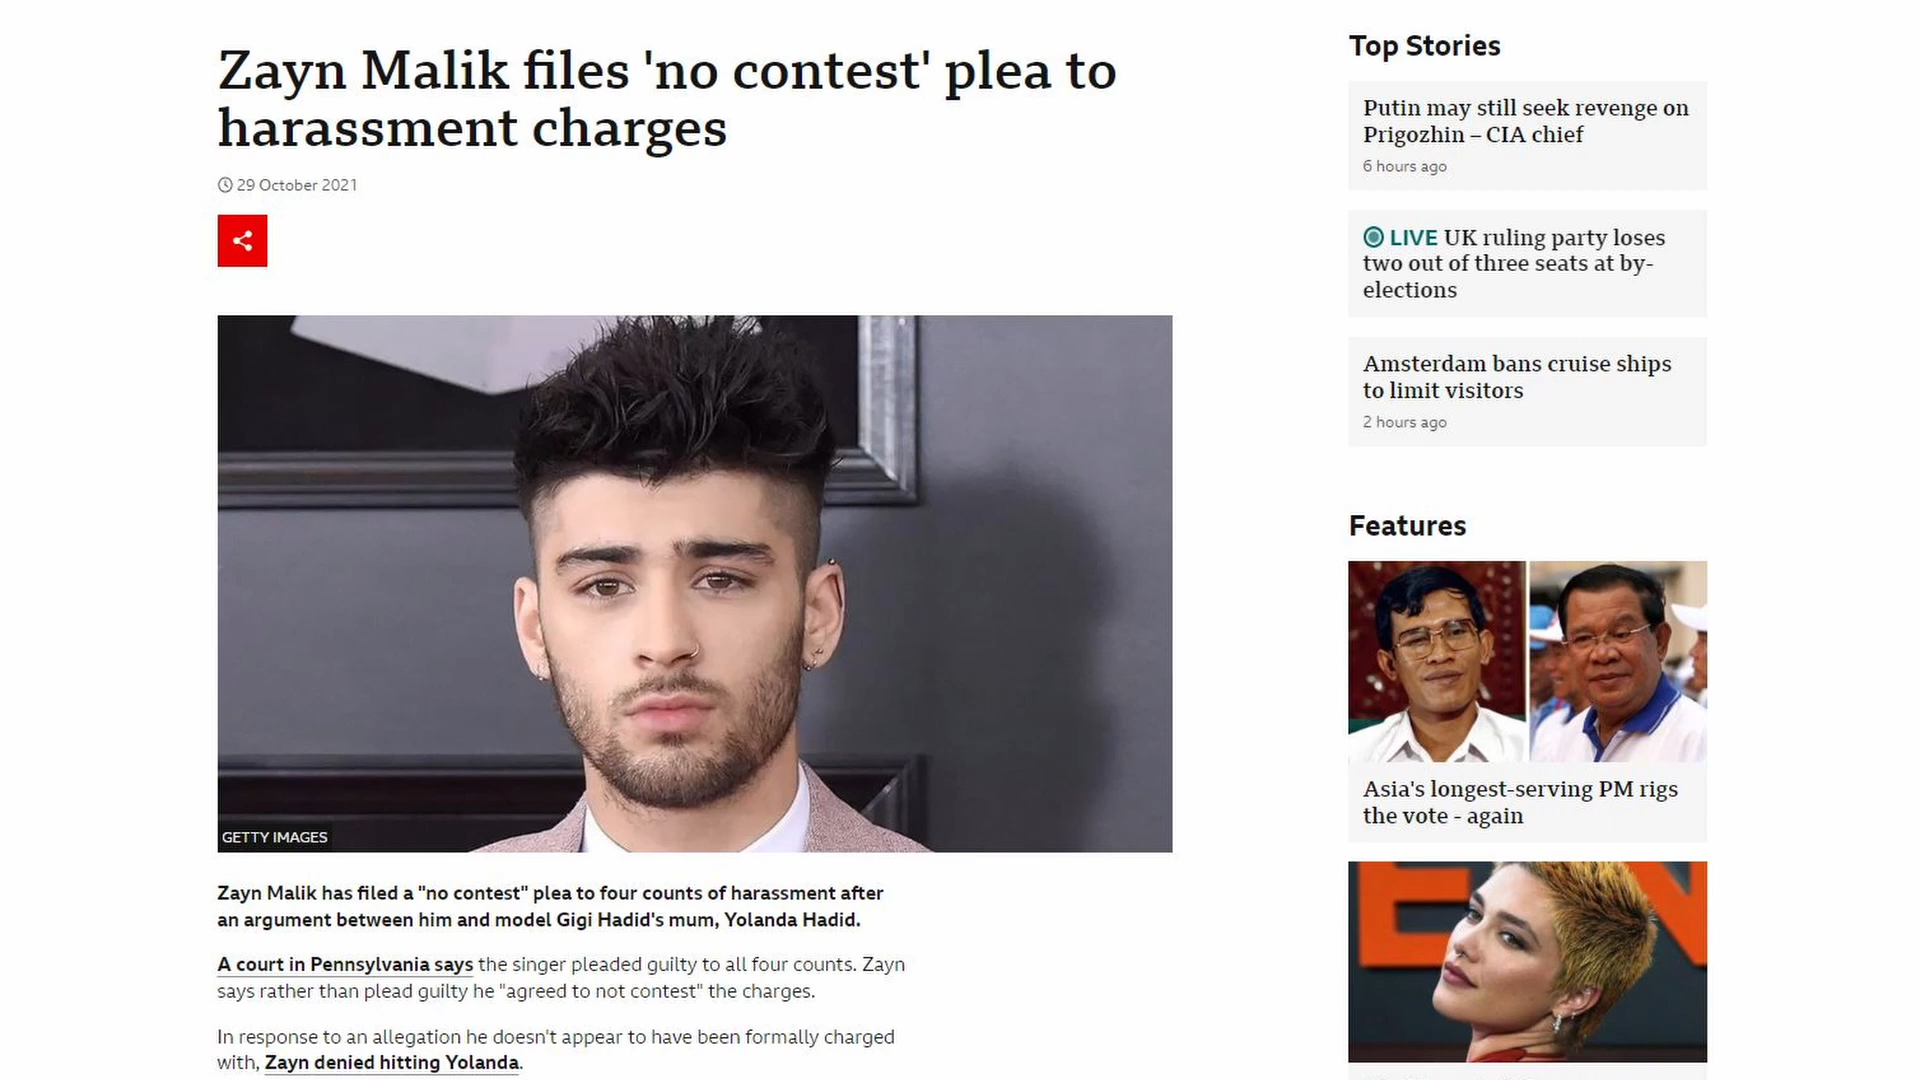 Zayn Malik files 'no contest' plea to
harassment charges
29 October 2021
GETTY IMAGES
Zayn Malik has filed a "no contest" plea to four counts of harassment after
an argument between him and model Gigi Hadid's mum, Yolanda Hadid.
A court in Pennsylvania says the singer pleaded guilty to all four counts. Zayn
says rather than plead guilty he "agreed to not contest" the charges.
In response to an allegation he doesn't appear to have been formally charged
with, Zayn denied hitting Yolanda.
Top Stories
Putin may still seek revenge on
Prigozhin – CIA chief
6 hours ago
LIVE UK ruling party loses
two out of three seats at by-
elections
Amsterdam bans cruise ships
to limit visitors
2 hours ago
Features
Asia's longest-serving PM rigs
the vote - again